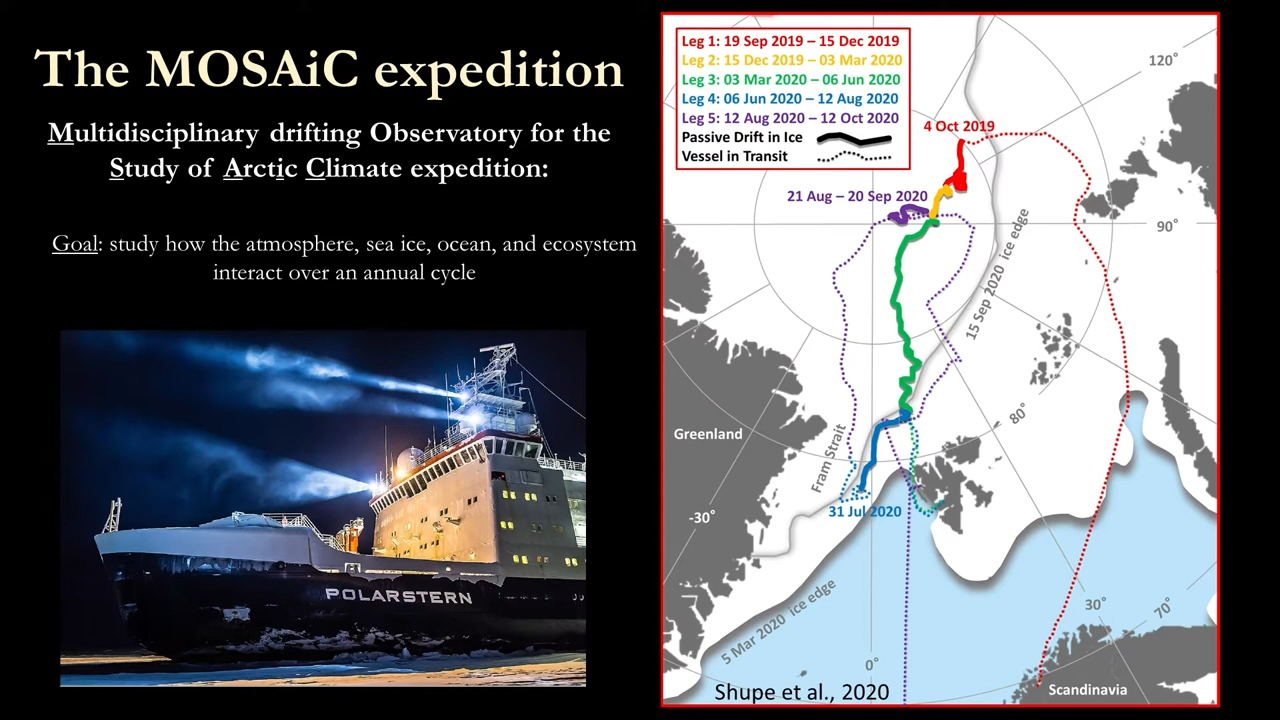 The MOSAiC expedition
Multidisciplinary drifting Observatory for the
Study of Arctic Climate expedition:
Goal: study how the atmosphere, sea ice, ocean, and ecosystem
interact over an annual cycle
POLARSTERN
Leg 1: 19 Sep 2019 – 15 Dec 2019
Leg 2: 15 Dec 2019 – 03 Mar 2020
Leg 3: 03 Mar 2020 – 06 Jun 2020
Leg 4: 06 Jun 2020 – 12 Aug 2020
Leg 5: 12 Aug 2020 – 12 Oct 2020
Passive Drift in Ice
Vessel in Transit
120°
4 Oct 2019
21 Aug – 20 Sep 2020
90°
15 Sep 2020 ice edge
80°
Greenland
Fram Strait
-30°
31 Jul 2020
5 Mar 2020 ice edge
30°
70°
0°
Scandinavia
Shupe et al., 2020